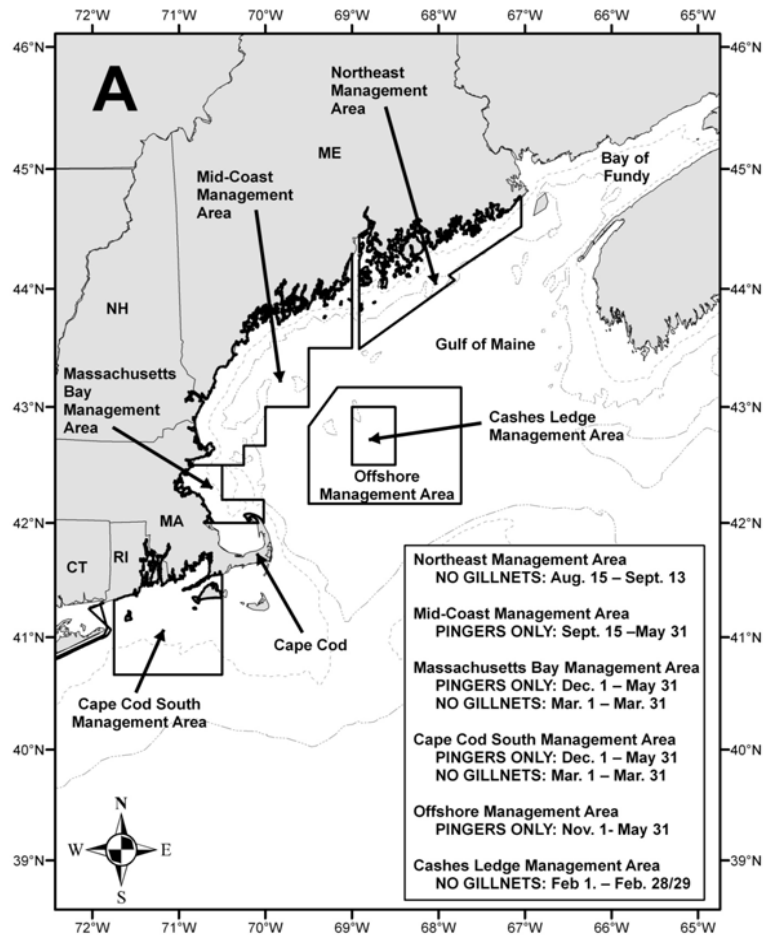 72°W 71°W 70°W 69°W 68°W 67°W 66°W 65°W
46°N 46°N
A
Northeast
Management
Area
ME
Bay of
Fundy
45°N 45°N
Mid-Coast
Management
Area
44°N 44°N
NH
Gulf of Maine
Massachusetts
Bay
Management
Area
43°N 43°N
Cashes Ledge
Management Area
Offshore
Management Area
42°N 42°N
MA
CT
RI
Cape Cod
41°N 41°N
Cape Cod South
Management Area
40°N 40°N
39°N 39°N
N
W E
S
Northeast Management Area
NO GILLNETS: Aug. 15 – Sept. 13
Mid-Coast Management Area
PINGERS ONLY: Sept. 15 –May 31
Massachusetts Bay Management Area
PINGERS ONLY: Dec. 1 – May 31
NO GILLNETS: Mar. 1 – Mar. 31
Cape Cod South Management Area
PINGERS ONLY: Dec. 1 – May 31
NO GILLNETS: Mar. 1 – Mar. 31
Offshore Management Area
PINGERS ONLY: Nov. 1- May 31
Cashes Ledge Management Area
NO GILLNETS: Feb 1. – Feb. 28/29
72°W 71°W 70°W 69°W 68°W 67°W 66°W 65°W